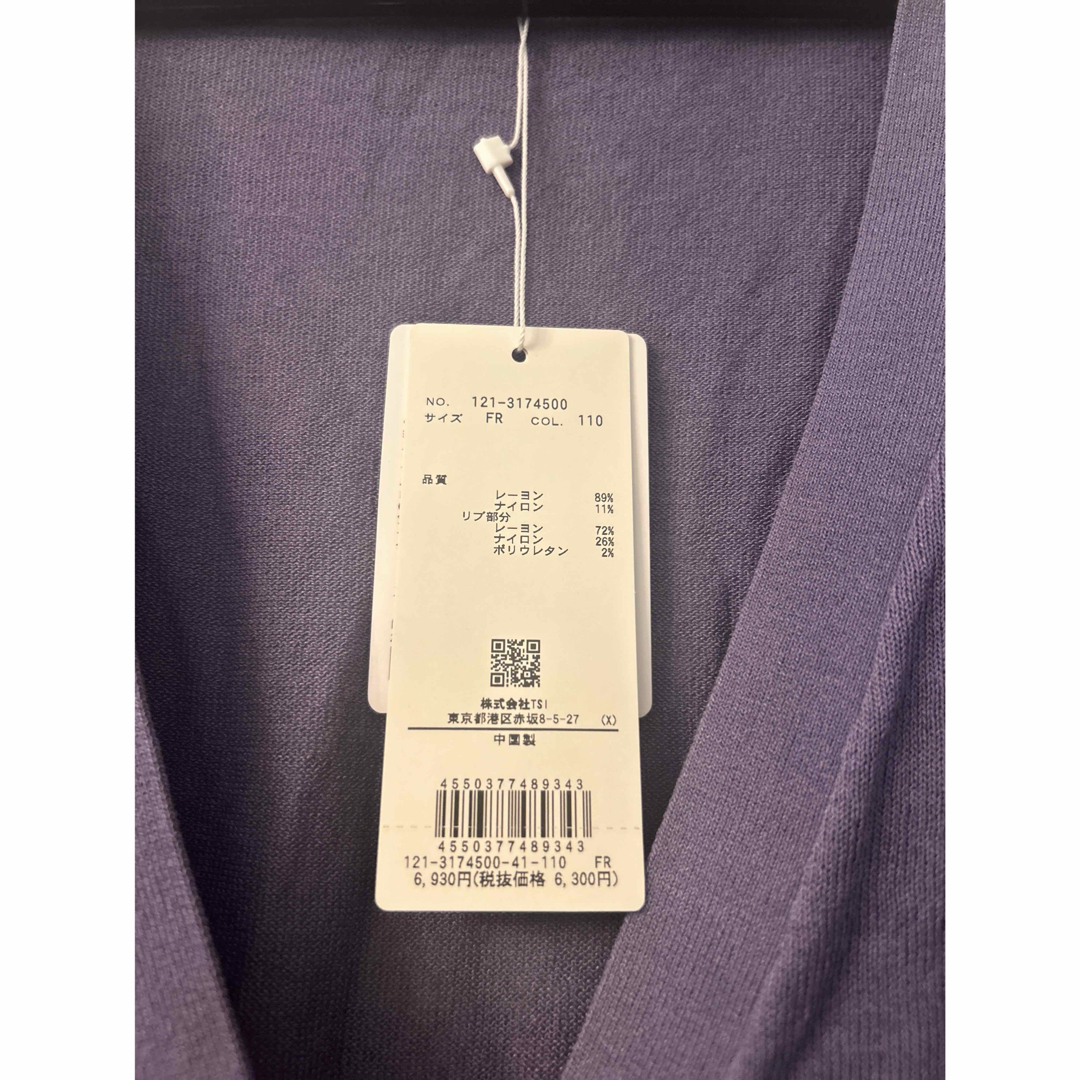 NO. 121-3174500
サイズ FR COL. 110
品質
レーヨン 89%
ナイロン 11%
リブ部分
レーヨン 72%
ナイロン 26%
ポリウレタン 2%
株式会社TSI
東京都港区赤坂8-5-27 (X)
中国製
4550377489343
4550377489343
121-3174500-41-110 FR
6,930円(税抜価格 6,300円)